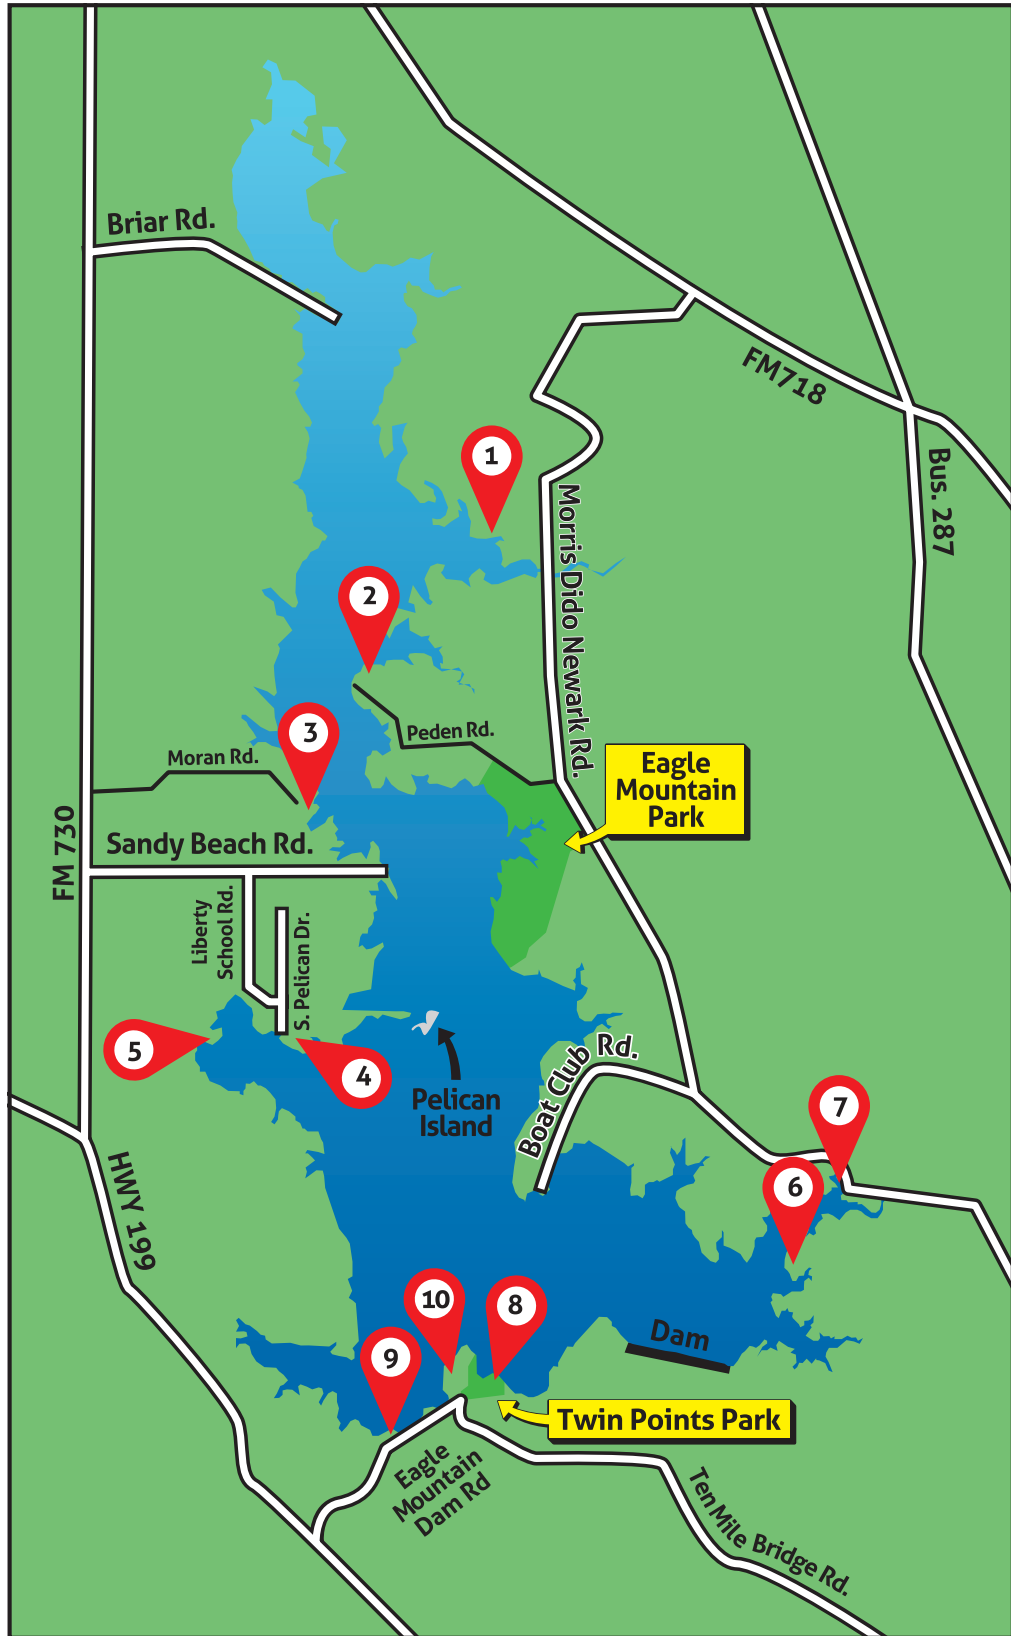 Briar Rd.
FM718
Bus. 287
1
Morris Dido Newark Rd.
2
3
Peden Rd.
Moran Rd.
Eagle
Mountain
Park
FM 730
Sandy Beach Rd.
Liberty
School Rd.
S. Pelican Dr.
5
4
Pelican
Island
Boat Club Rd.
7
6
HWY 199
10
8
9
Dam
Twin Points Park
Eagle
Mountain
Dam Rd
Ten Mile Bridge Rd.